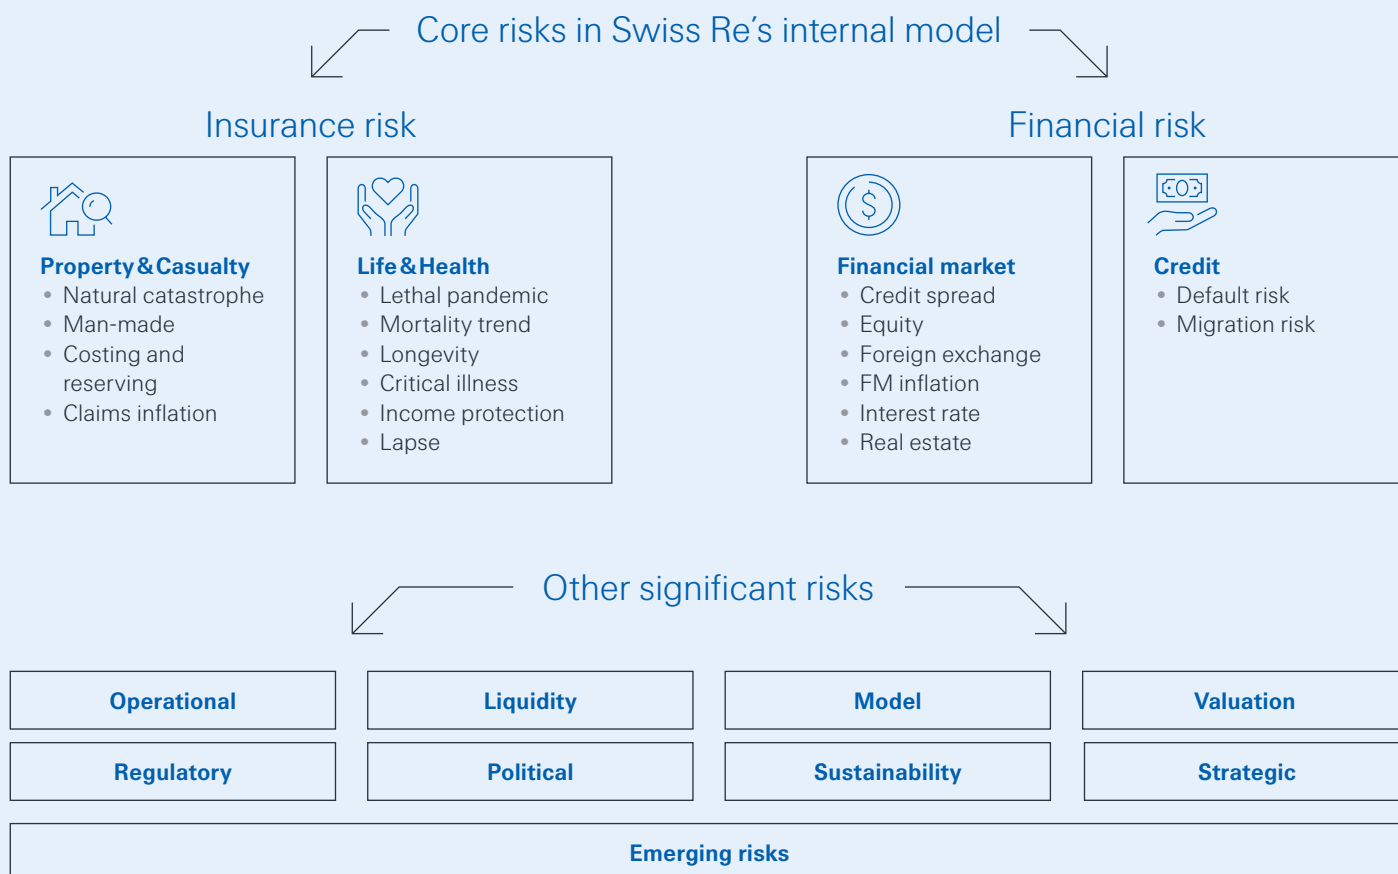 Core risks in Swiss Re’s internal model
Insurance risk
Financial risk
Property & Casualty
• Natural catastrophe
• Man-made
• Costing and
reserving
• Claims inflation
Life & Health
• Lethal pandemic
• Mortality trend
• Longevity
• Critical illness
• Income protection
• Lapse
$
Financial market
• Credit spread
• Equity
• Foreign exchange
• FM inflation
• Interest rate
• Real estate
Credit
• Default risk
• Migration risk
Other significant risks
Operational
Liquidity
Model
Valuation
Regulatory
Political
Sustainability
Strategic
Emerging risks